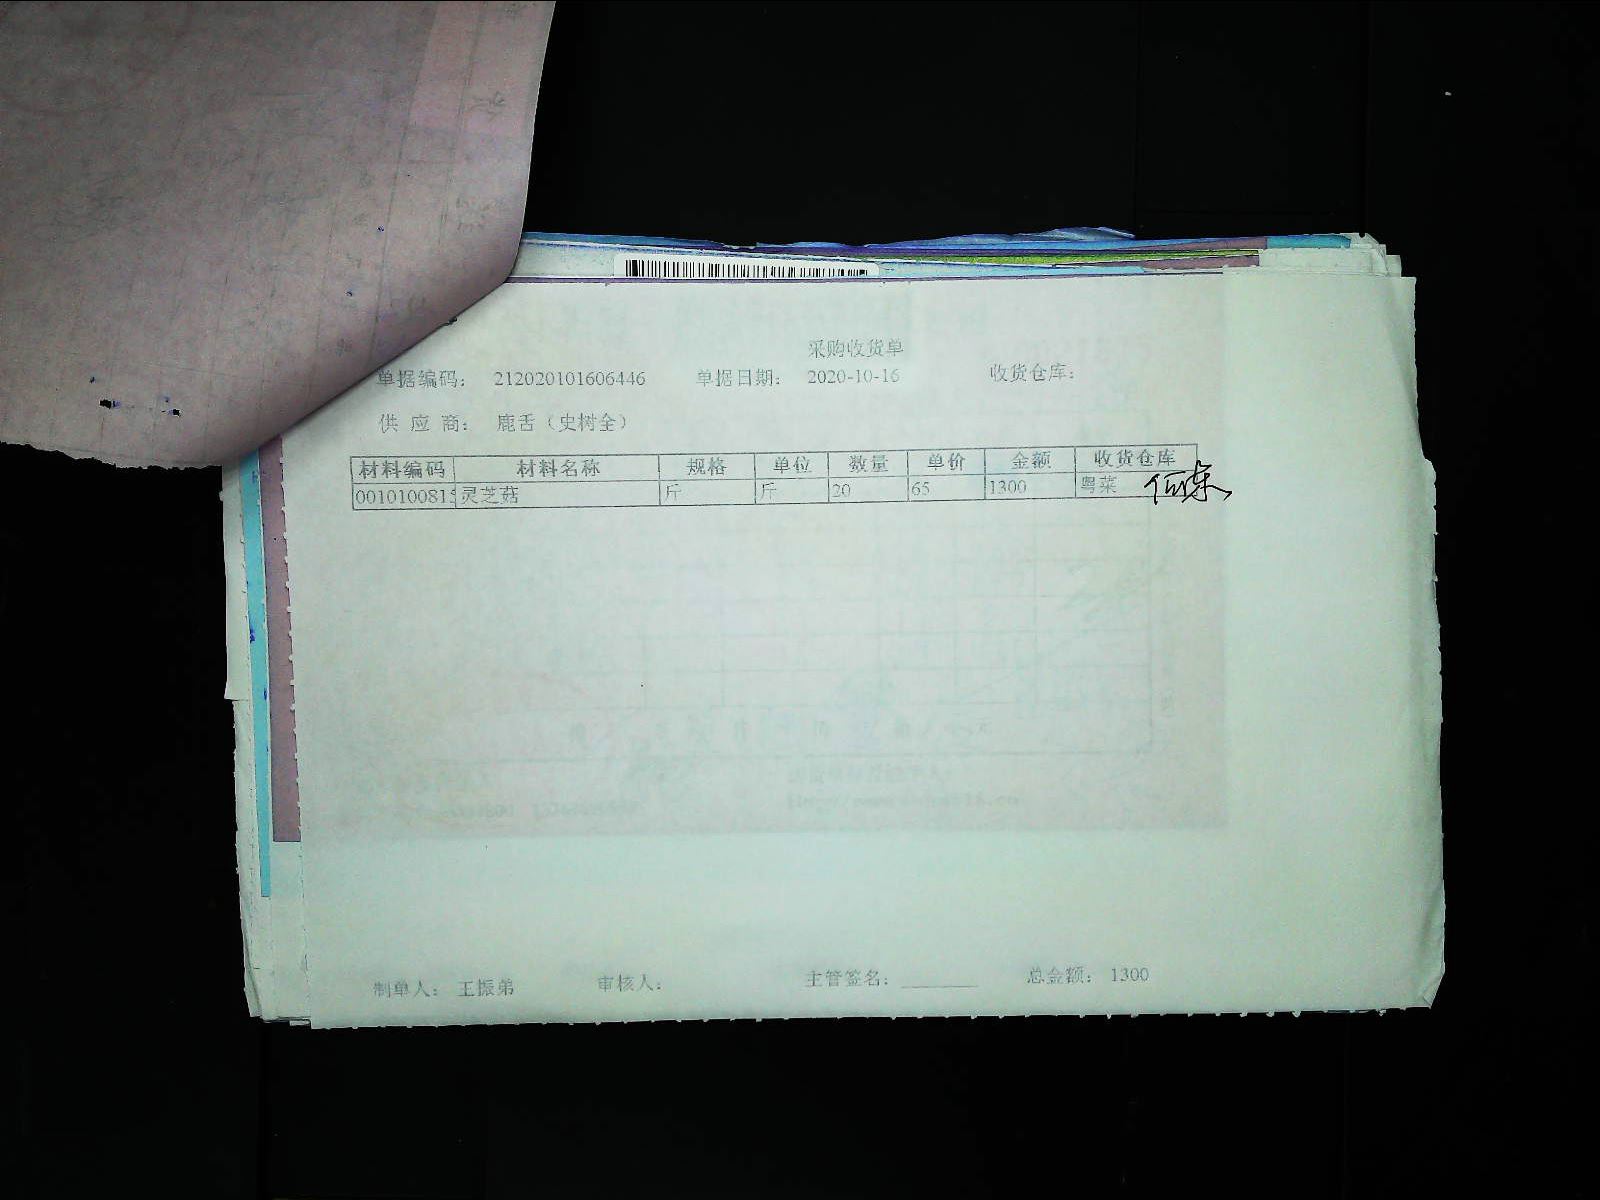 采购收货单
单据编码： 212020101606446 单据日期： 2020-10-16 收货仓库：
供 应 商： 鹿舌（史树全）
材料编码 材料名称 规格 单位 数量 单价 金额 收货仓库
0010100815 灵芝菇 斤 斤 20 65 1300 粤菜
制单人： 王振弟 审核人： 主管签名：________ 总金额： 1300